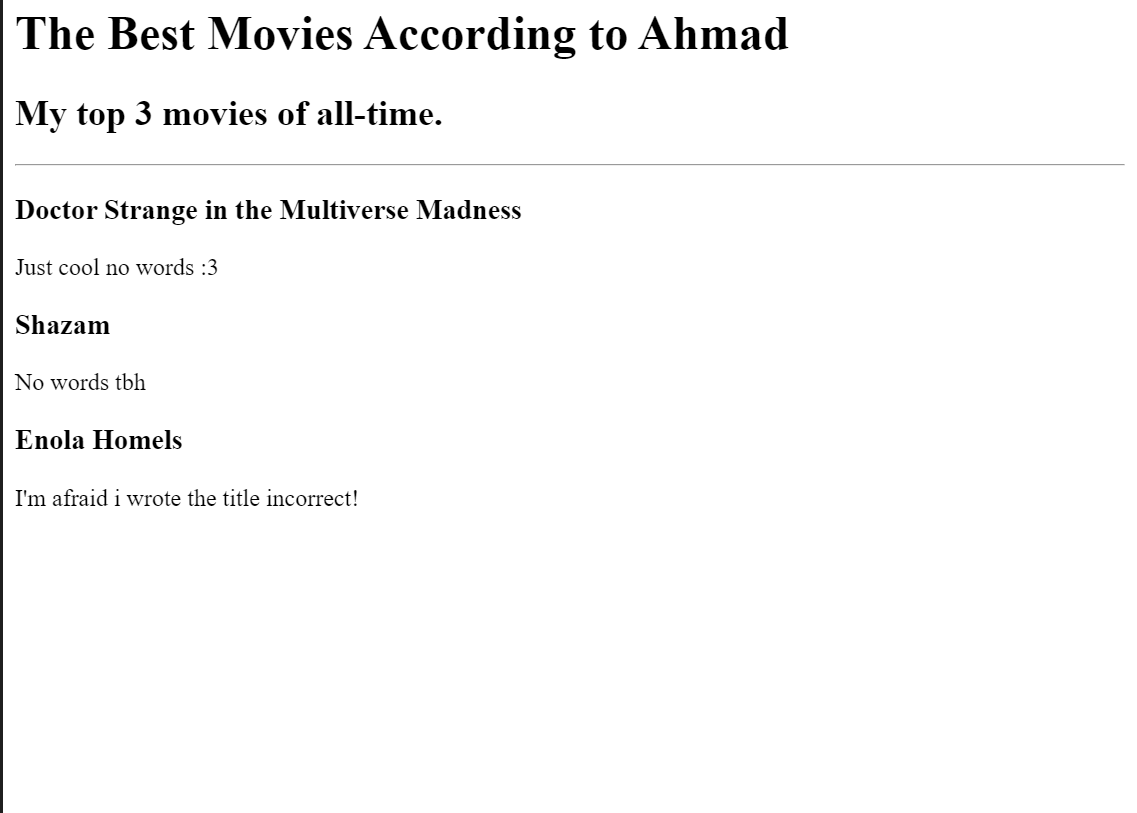 The Best Movies According to Ahmad
My top 3 movies of all-time.
Doctor Strange in the Multiverse Madness
Just cool no words :3
Shazam
No words tbh
Enola Homels
I'm afraid i wrote the title incorrect!